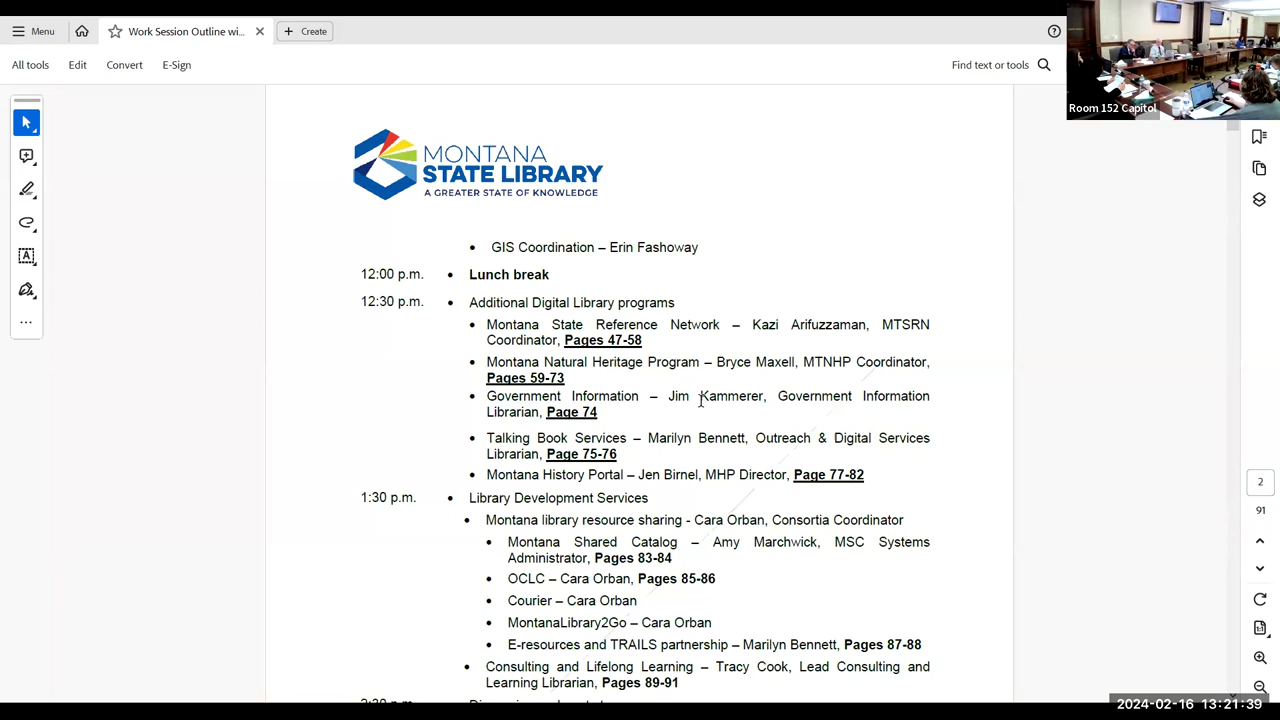 Menu
Work Session Outline wi...
Create
All tools
Edit
Convert
E-Sign
Find text or tools
Room 152 Capitol
MONTANA
STATE LIBRARY
A GREATER STATE OF KNOWLEDGE
• GIS Coordination – Erin Fashoway
12:00 p.m. • Lunch break
12:30 p.m. • Additional Digital Library programs
• Montana State Reference Network – Kazi Arifuzzaman, MTSRN
Coordinator, Pages 47-58
• Montana Natural Heritage Program – Bryce Maxell, MTNHP Coordinator,
Pages 59-73
• Government Information – Jim Kammerer, Government Information
Librarian, Page 74
• Talking Book Services – Marilyn Bennett, Outreach & Digital Services
Librarian, Page 75-76
• Montana History Portal – Jen Birnel, MHP Director, Page 77-82
1:30 p.m. • Library Development Services
• Montana library resource sharing - Cara Orban, Consortia Coordinator
• Montana Shared Catalog – Amy Marchwick, MSC Systems
Administrator, Pages 83-84
• OCLC – Cara Orban, Pages 85-86
• Courier – Cara Orban
• MontanaLibrary2Go – Cara Orban
• E-resources and TRAILS partnership – Marilyn Bennett, Pages 87-88
• Consulting and Lifelong Learning – Tracy Cook, Lead Consulting and
Learning Librarian, Pages 89-91
2
91
2024-02-16 13:21:39